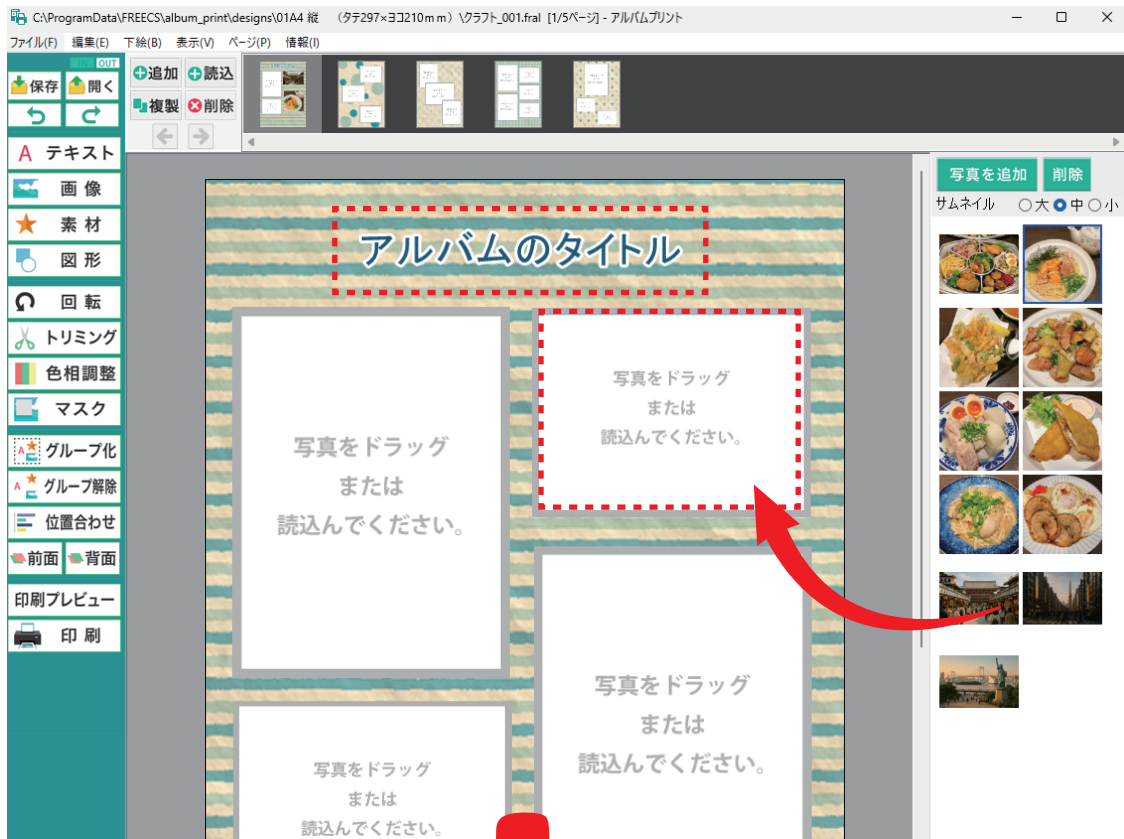 C:\ProgramData\FREECS\album_print\designs\01A4 縦 （タテ297×ヨコ210ｍｍ）\クラフト_001.fral [1/5ページ] - アルバムプリント
ファイル(F) 編集(E) 下絵(B) 表示(V) ページ(P) 情報(I)
IN OUT
保存 開く
追加 読込
複製 削除
テキスト
画像
素材
図形
回転
トリミング
色相調整
マスク
グループ化
グループ解除
位置合わせ
前面 背面
印刷プレビュー
印刷
アルバムのタイトル
写真をドラッグ
または
読込んでください。
写真をドラッグ
または
読込んでください。
写真をドラッグ
または
読込んでください。
写真をドラッグ
または
読込んでください。
写真を追加 削除
サムネイル 大 中 小